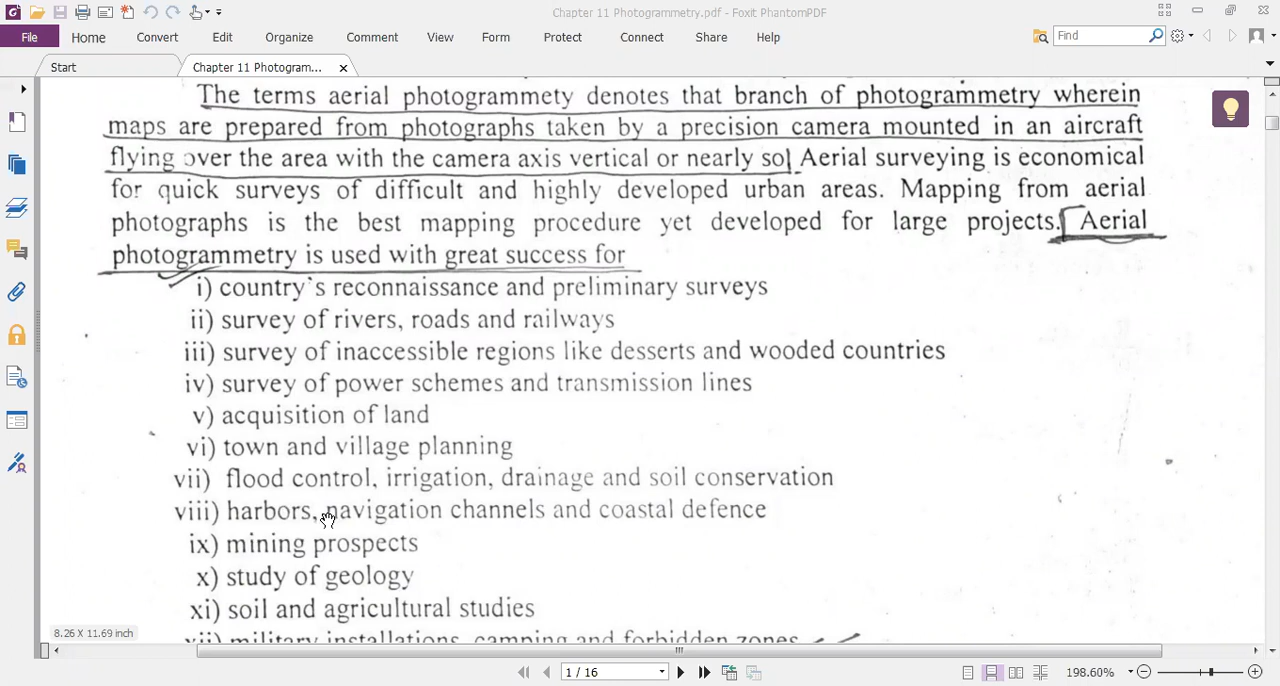 Chapter 11 Photogrammetry.pdf - Foxit PhantomPDF
File Home Convert Edit Organize Comment View Form Protect Connect Share Help Find
Start Chapter 11 Photogram...
The terms aerial photogrammety denotes that branch of photogrammetry wherein
maps are prepared from photographs taken by a precision camera mounted in an aircraft
flying over the area with the camera axis vertical or nearly so. Aerial surveying is economical
for quick surveys of difficult and highly developed urban areas. Mapping from aerial
photographs is the best mapping procedure yet developed for large projects. Aerial
photogrammetry is used with great success for
i) country's reconnaissance and preliminary surveys
ii) survey of rivers, roads and railways
iii) survey of inaccessible regions like desserts and wooded countries
iv) survey of power schemes and transmission lines
v) acquisition of land
vi) town and village planning
vii) flood control, irrigation, drainage and soil conservation
viii) harbors, navigation channels and coastal defence
ix) mining prospects
x) study of geology
xi) soil and agricultural studies
xii) military installations, camping and forbidden zones
8.26 X 11.69 inch
1 / 16 198.60%